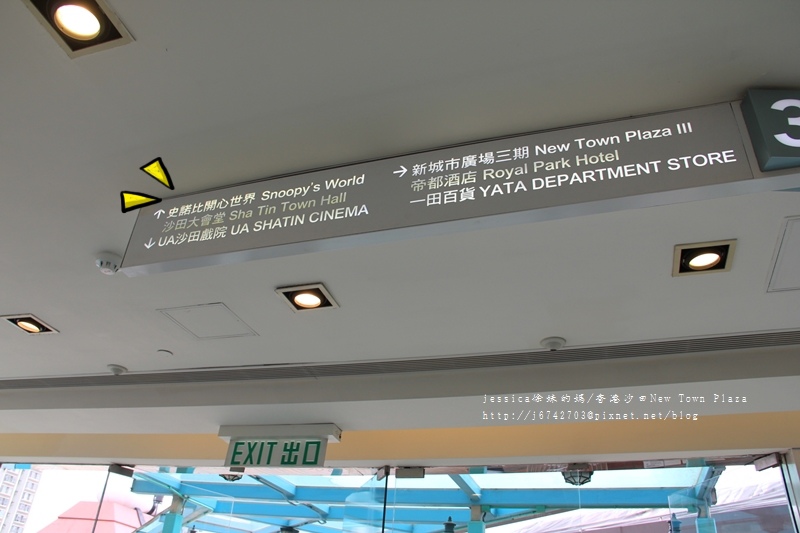 ↑史諾比開心世界 Snoopy's World
沙田大會堂 Sha Tin Town Hall
↓UA沙田戲院 UA SHATIN CINEMA
→新城市廣場三期 New Town Plaza III
帝都酒店 Royal Park Hotel
一田百貨 YATA DEPARTMENT STORE
3
EXIT 出口
jessica徐妹的媽/香港沙田New Town Plaza
http://j6742703@pixnet.net/blog